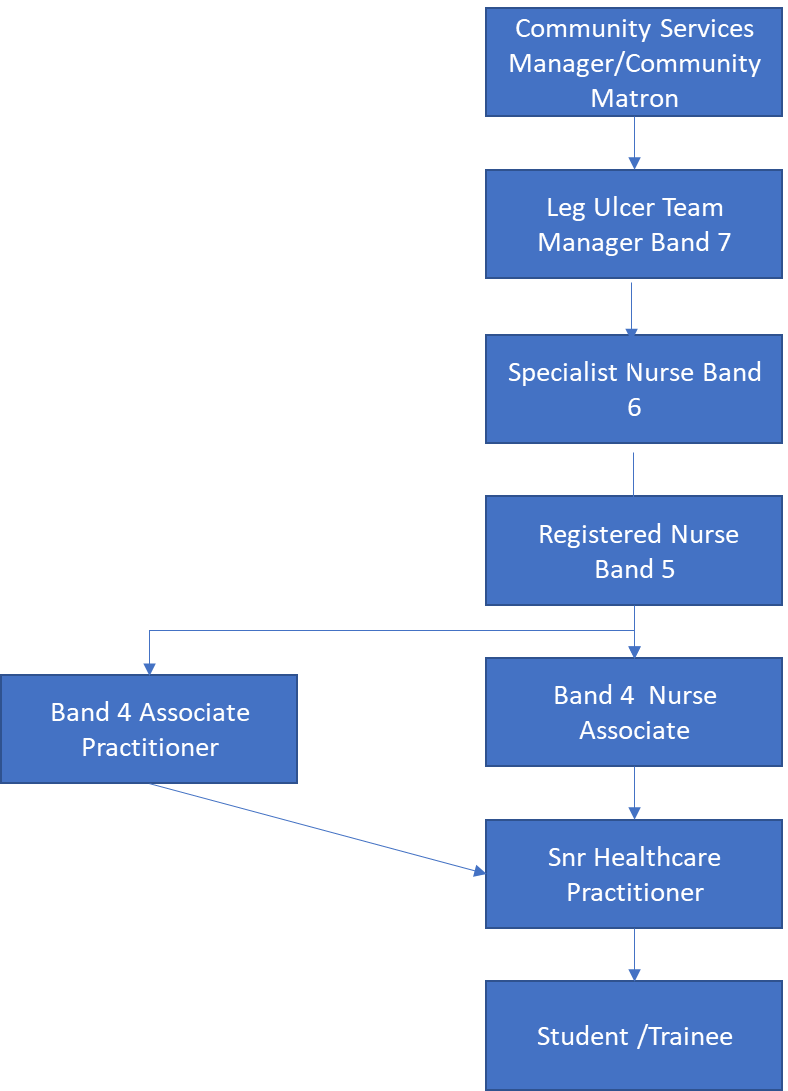 Community Services
Manager/Community
Matron
Leg Ulcer Team
Manager Band 7
Specialist Nurse Band
6
Registered Nurse
Band 5
Band 4 Associate
Practitioner
Band 4  Nurse
Associate
Snr Healthcare
Practitioner
Student /Trainee